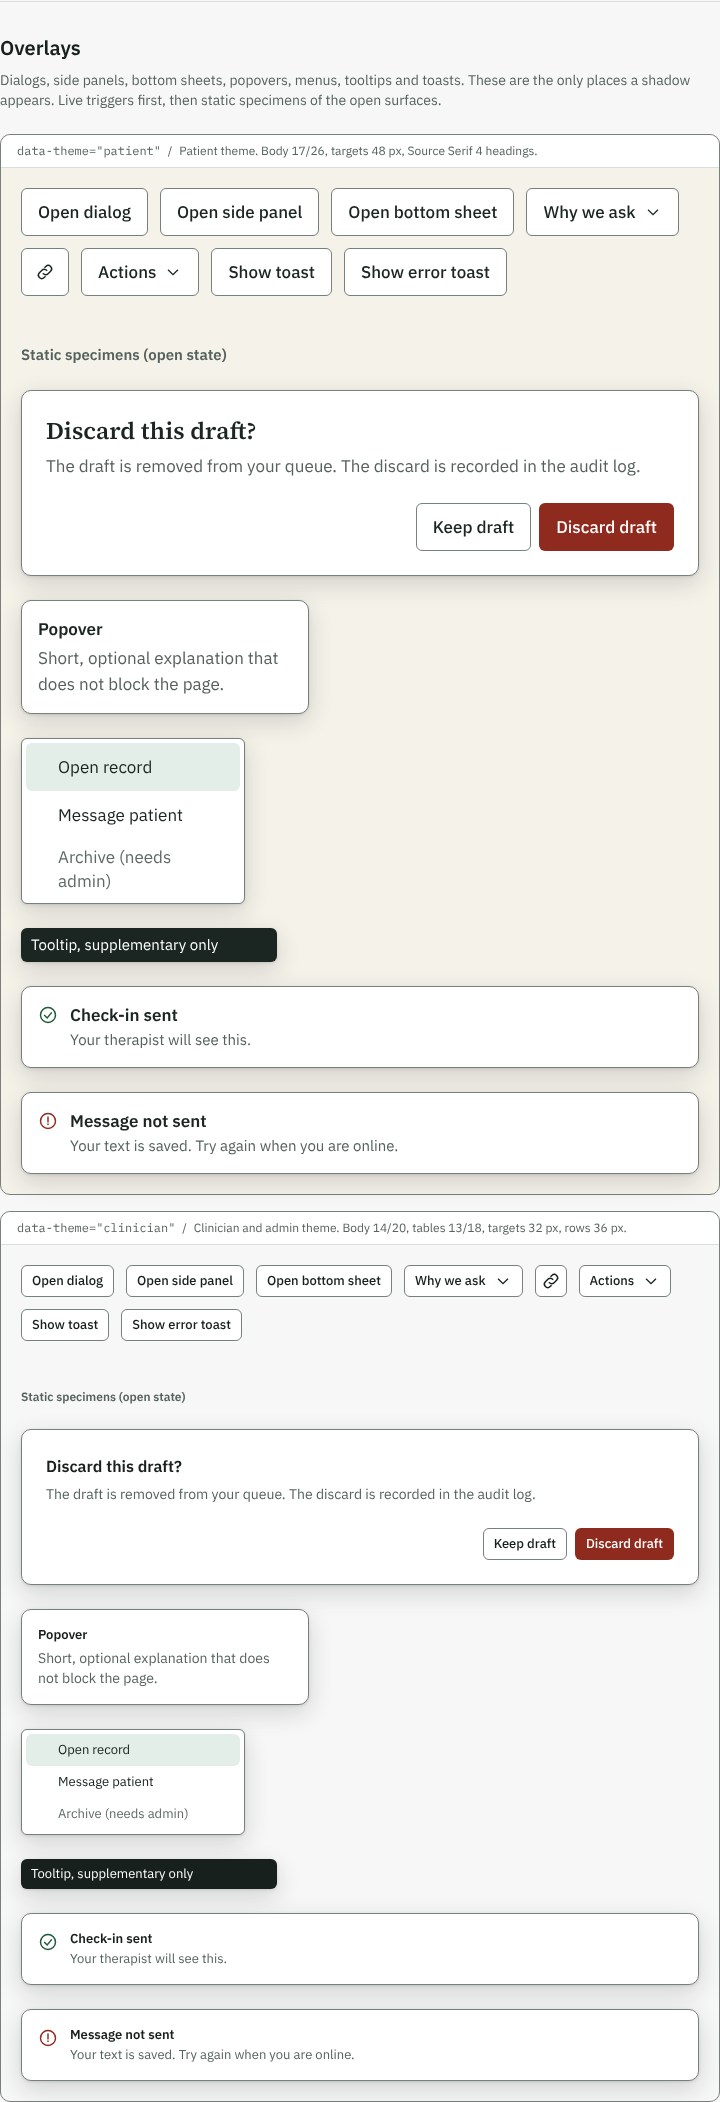 Overlays
Dialogs, side panels, bottom sheets, popovers, menus, tooltips and toasts. These are the only places a shadow
appears. Live triggers first, then static specimens of the open surfaces.
data-theme="patient" / Patient theme. Body 17/26, targets 48 px, Source Serif 4 headings.
Open dialog Open side panel Open bottom sheet Why we ask
Actions Show toast Show error toast
Static specimens (open state)
Discard this draft?
The draft is removed from your queue. The discard is recorded in the audit log.
Keep draft Discard draft
Popover
Short, optional explanation that
does not block the page.
Open record
Message patient
Archive (needs
admin)
Tooltip, supplementary only
Check-in sent
Your therapist will see this.
Message not sent
Your text is saved. Try again when you are online.
data-theme="clinician" / Clinician and admin theme. Body 14/20, tables 13/18, targets 32 px, rows 36 px.
Open dialog Open side panel Open bottom sheet Why we ask Actions
Show toast Show error toast
Static specimens (open state)
Discard this draft?
The draft is removed from your queue. The discard is recorded in the audit log.
Keep draft Discard draft
Popover
Short, optional explanation that does
not block the page.
Open record
Message patient
Archive (needs admin)
Tooltip, supplementary only
Check-in sent
Your therapist will see this.
Message not sent
Your text is saved. Try again when you are online.